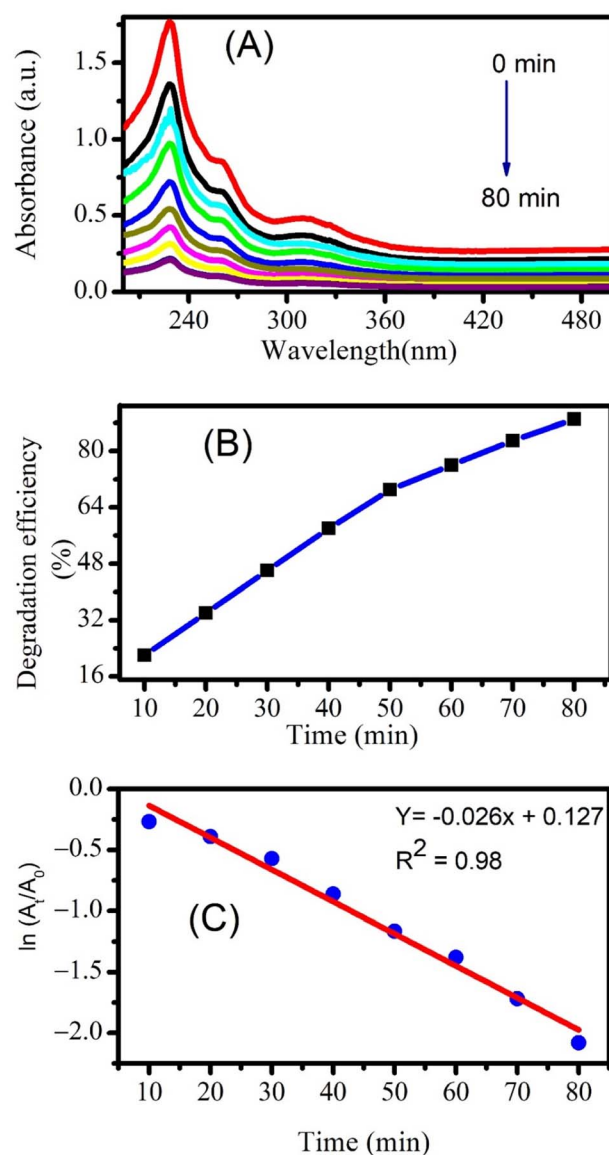 (A)
0 min
80 min
Absorbance (a.u.)
1.5
1.0
0.5
0.0
240 300 360 420 480
Wavelength(nm)
(B)
Degradation efficiency
(%)
80
64
48
32
16
10 20 30 40 50 60 70 80
Time (min)
Y= -0.026x + 0.127
R² = 0.98
(C)
ln (Aₜ/A₀)
0.0
−0.5
−1.0
−1.5
−2.0
10 20 30 40 50 60 70 80
Time (min)